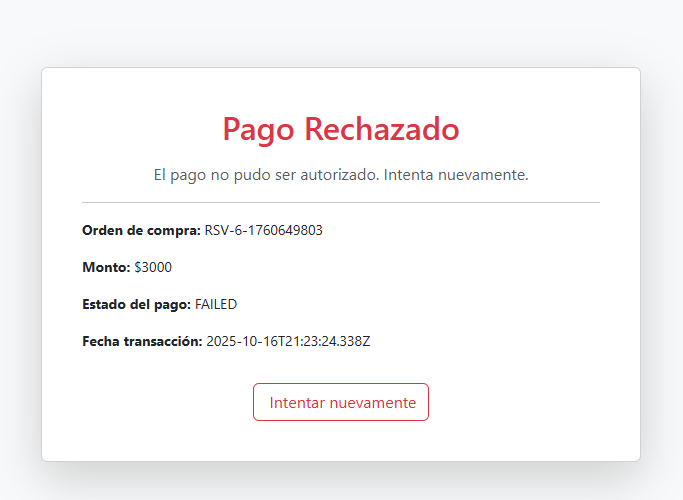 Pago Rechazado
El pago no pudo ser autorizado. Intenta nuevamente.
Orden de compra: RSV-6-1760649803
Monto: $3000
Estado del pago: FAILED
Fecha transacción: 2025-10-16T21:23:24.338Z
Intentar nuevamente